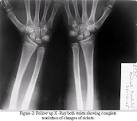 Figure-2: Follow up X-Ray both wrists showing complete
resolution of changes of rickets